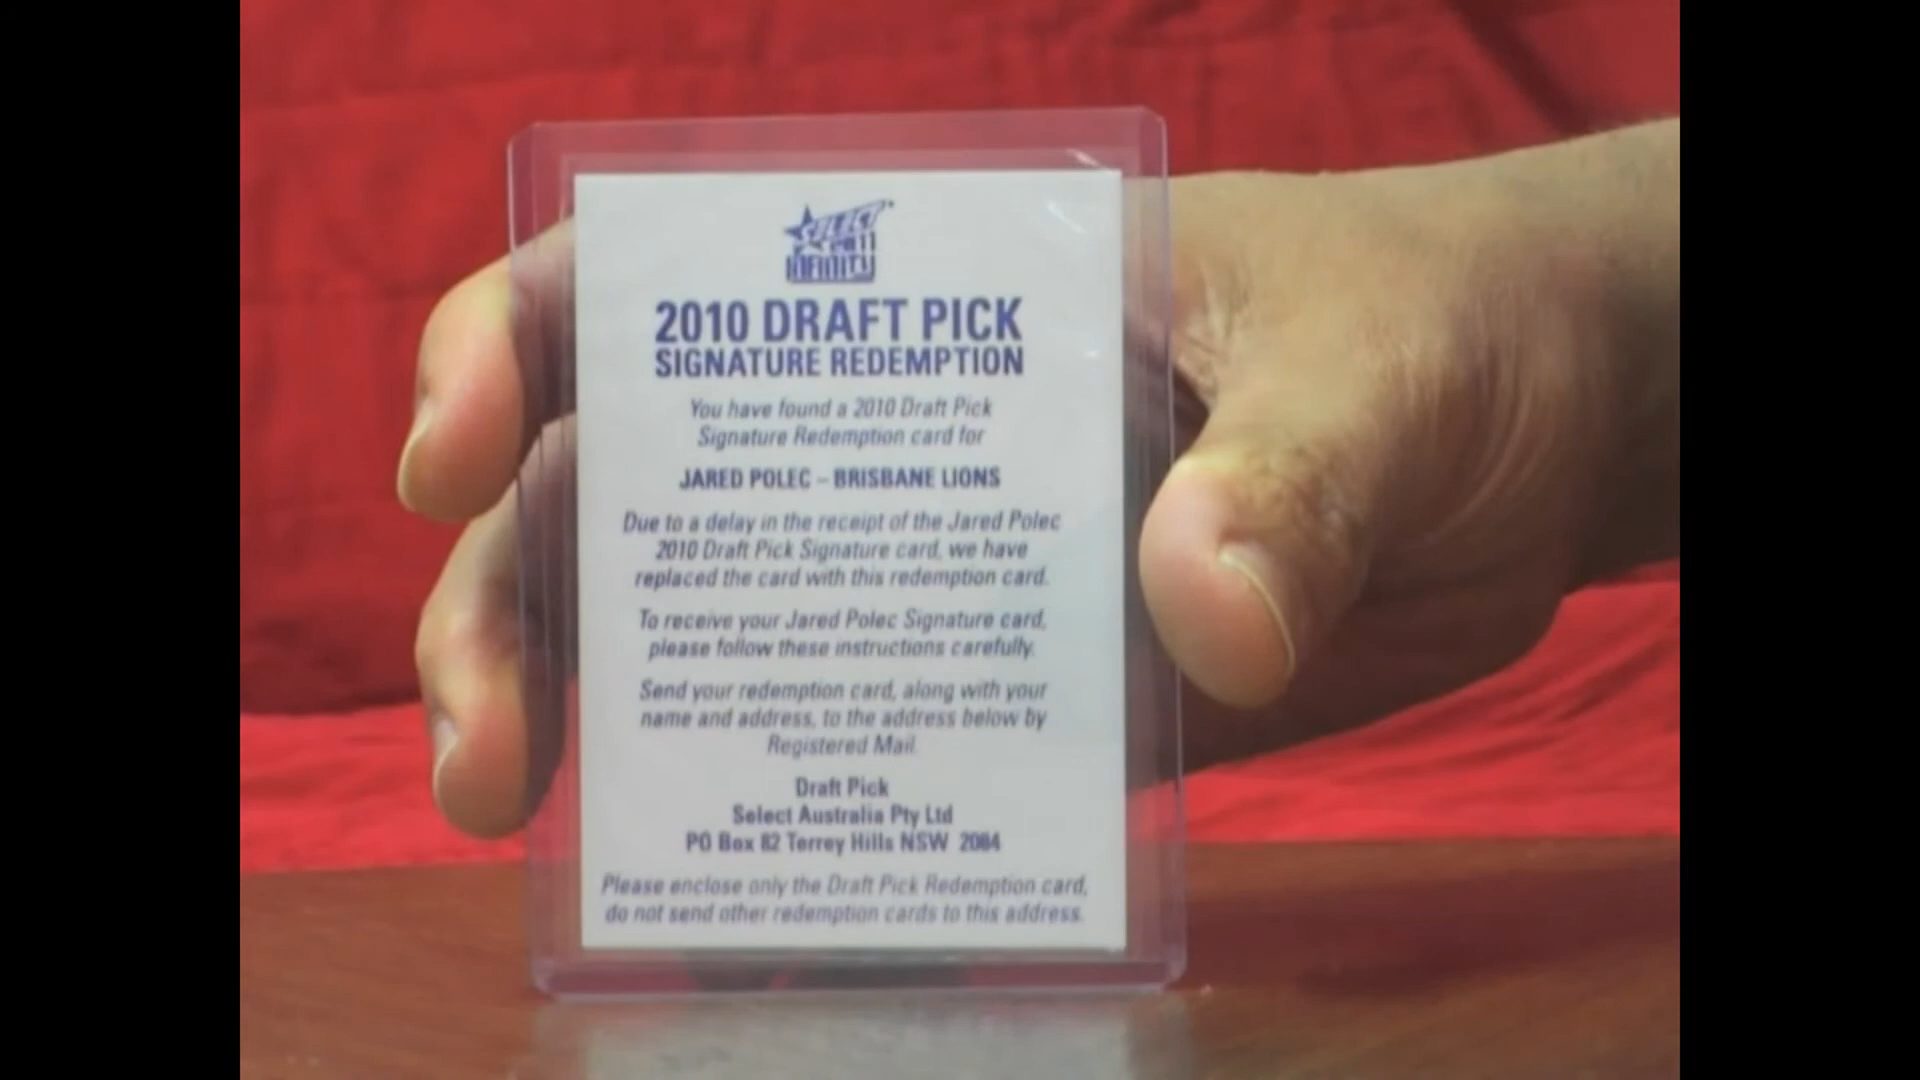 SELECT
2011
INFINITY
2010 DRAFT PICK
SIGNATURE REDEMPTION
You have found a 2010 Draft Pick
Signature Redemption card for
JARED POLEC – BRISBANE LIONS
Due to a delay in the receipt of the Jared Polec
2010 Draft Pick Signature card, we have
replaced the card with this redemption card.
To receive your Jared Polec Signature card,
please follow these instructions carefully.
Send your redemption card, along with your
name and address, to the address below by
Registered Mail.
Draft Pick
Select Australia Pty Ltd
PO Box 82 Terrey Hills NSW 2084
Please enclose only the Draft Pick Redemption card,
do not send other redemption cards to this address.